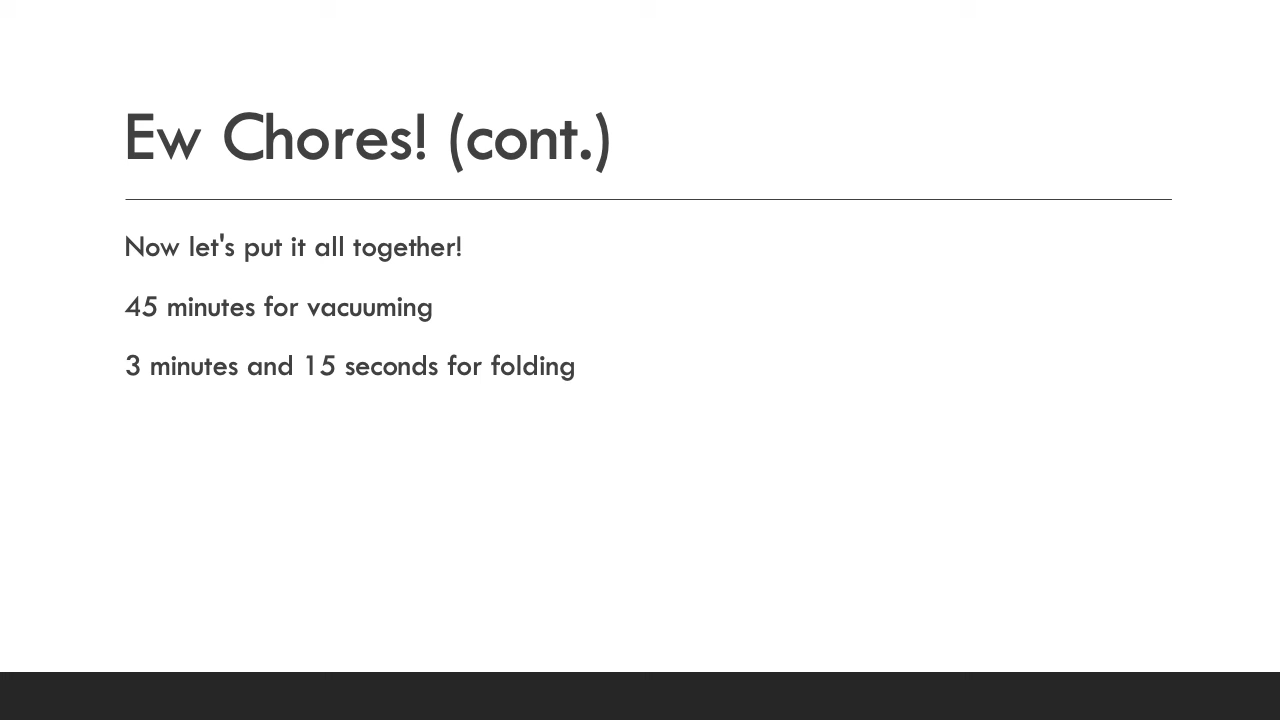 Ew Chores! (cont.)
Now let's put it all together!
45 minutes for vacuuming
3 minutes and 15 seconds for folding